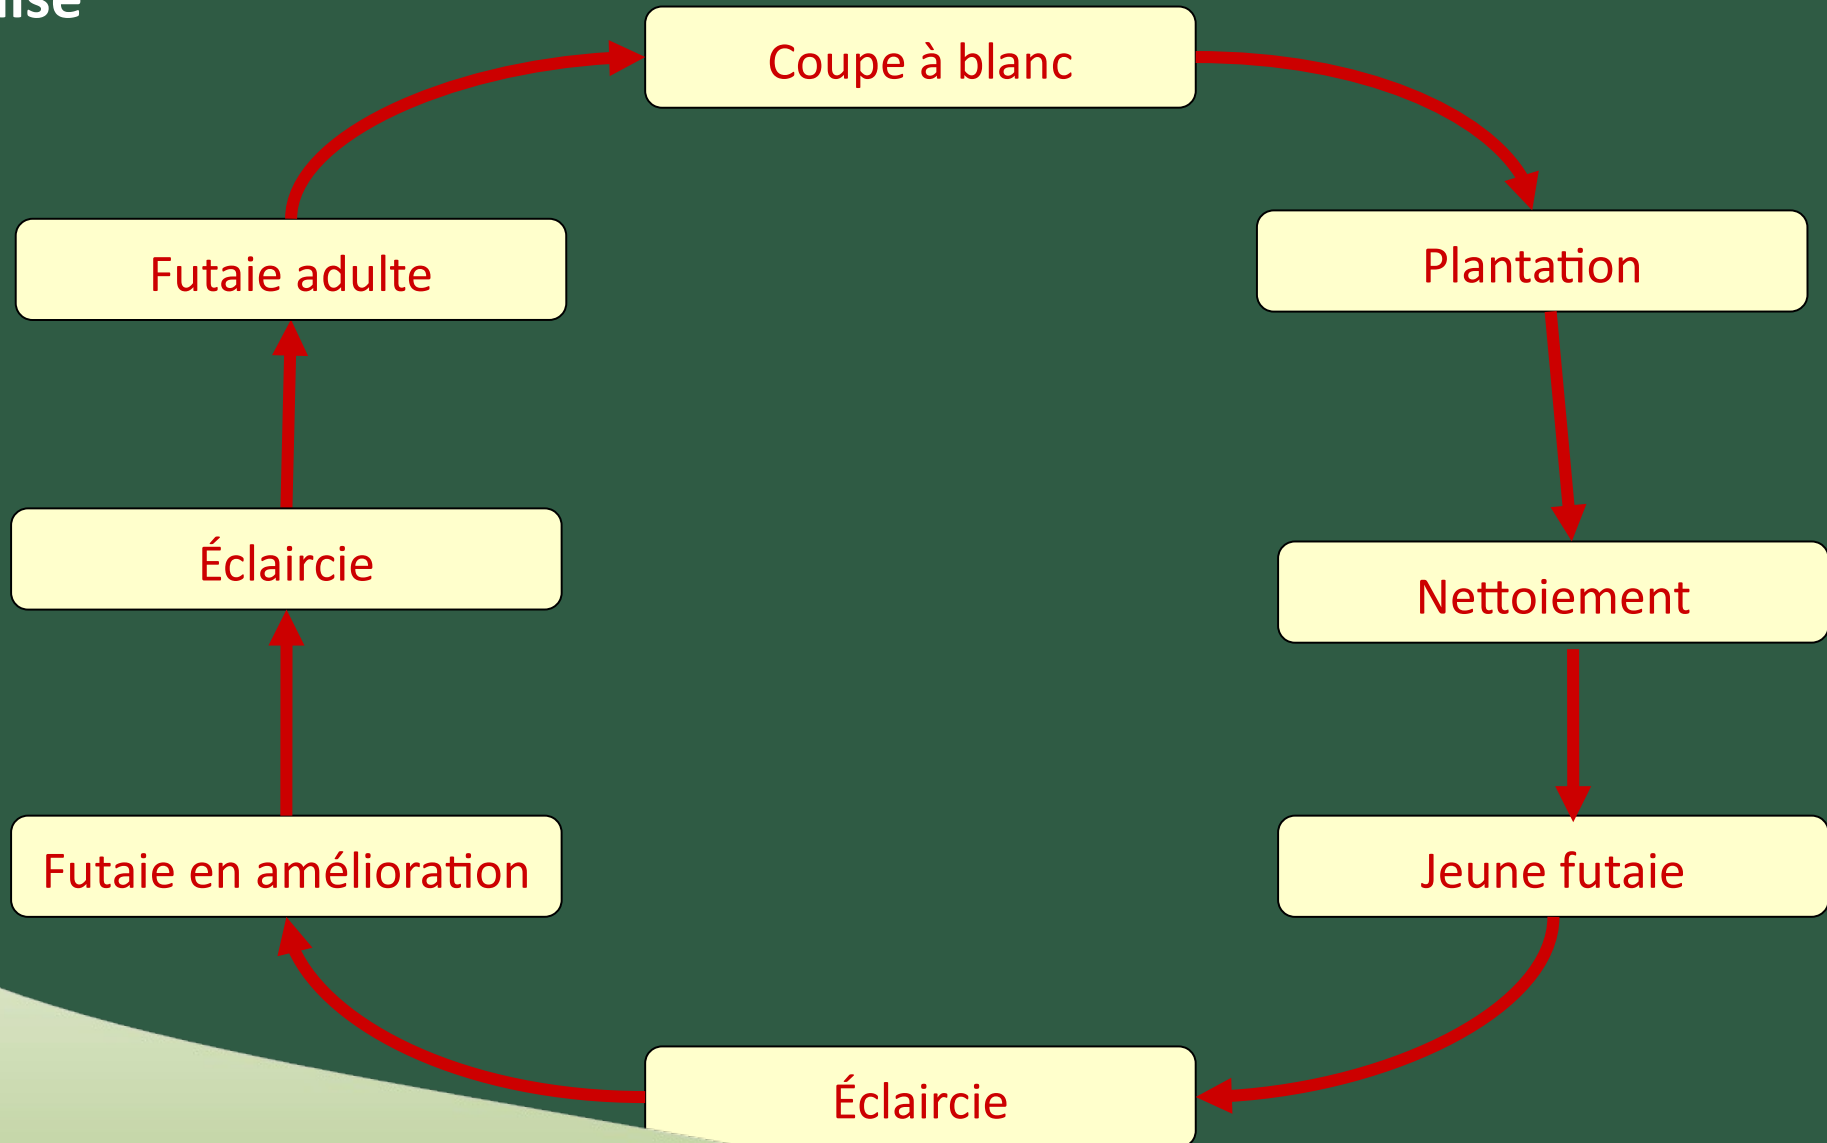 Coupe à blanc
Plantation
Nettoiement
Jeune futaie
Éclaircie
Futaie en amélioration
Éclaircie
Futaie adulte